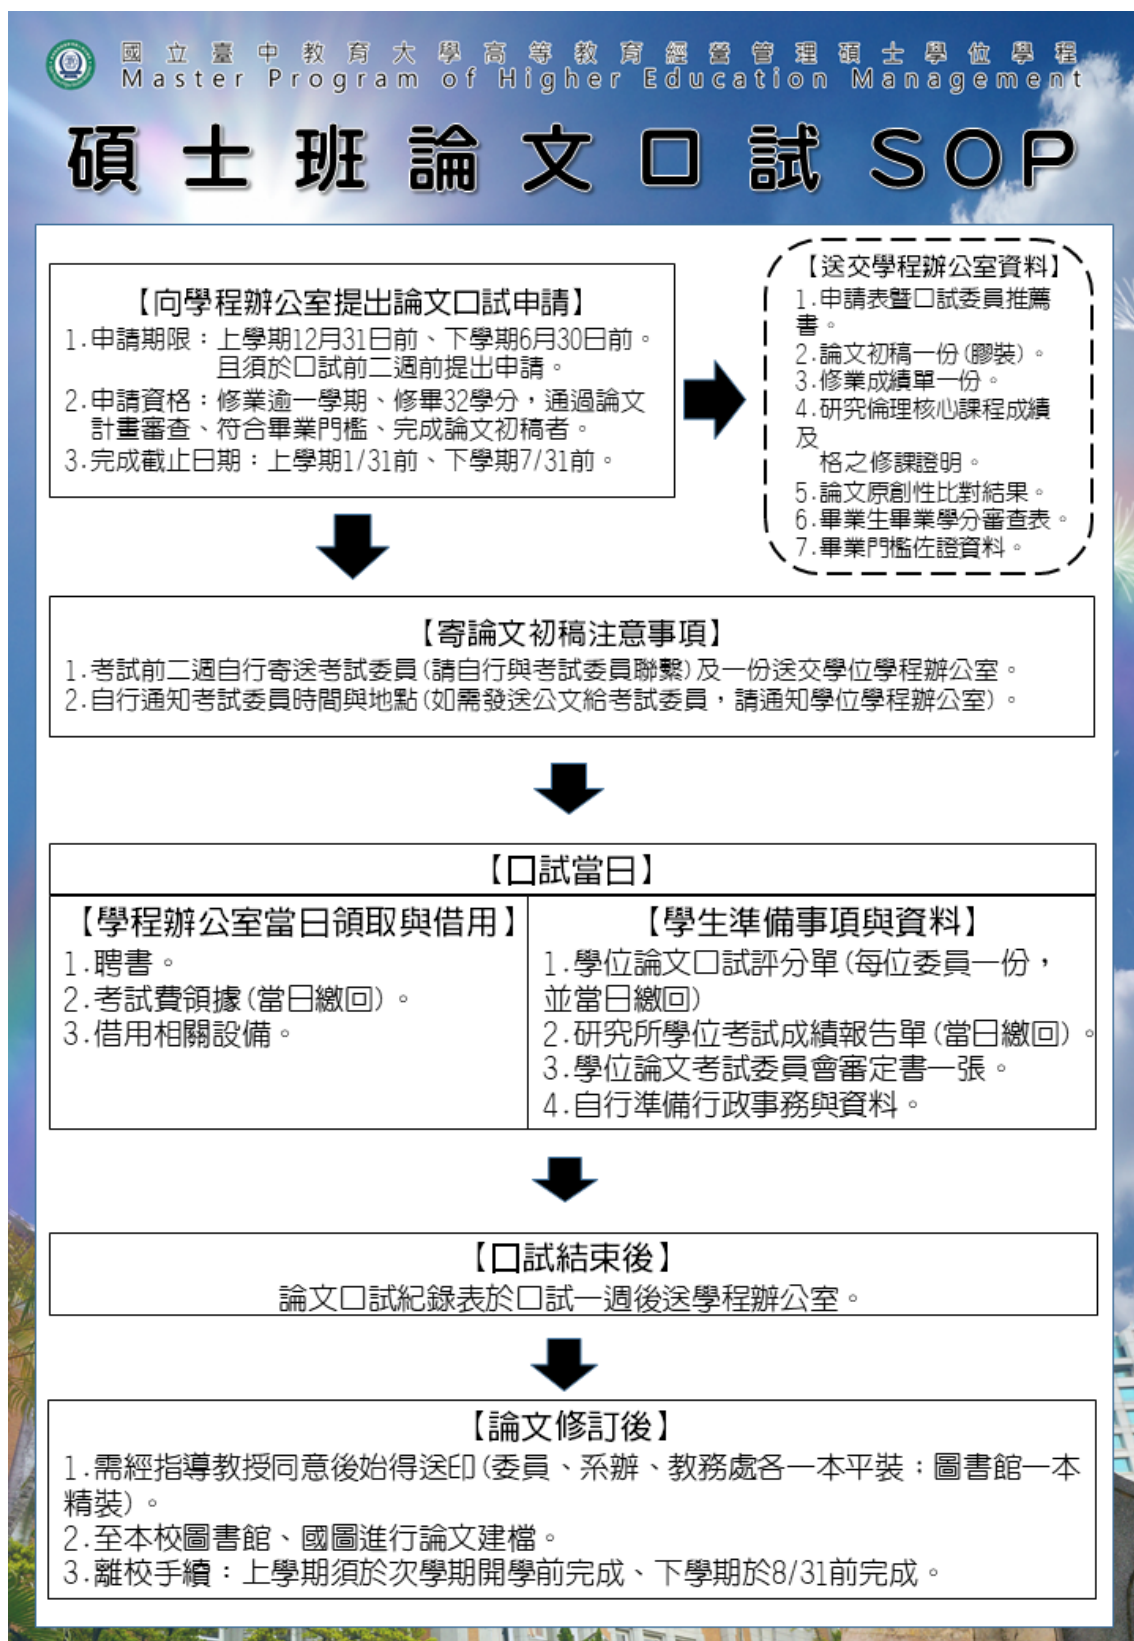 國立臺中教育大學高等教育經營管理碩士學位學程
Master Program of Higher Education Management
碩士班論文口試SOP
【向學程辦公室提出論文口試申請】
1.申請期限：上學期12月31日前、下學期6月30日前。
且須於口試前二週前提出申請。
2.申請資格：修業逾一學期、修畢32學分，通過論文
計畫審查、符合畢業門檻、完成論文初稿者。
3.完成截止日期：上學期1/31前、下學期7/31前。
【送交學程辦公室資料】
1.申請表暨口試委員推薦
書。
2.論文初稿一份(膠裝)。
3.修業成績單一份。
4.研究倫理核心課程成績
及
格之修課證明。
5.論文原創性比對結果。
6.畢業生畢業學分審查表。
7.畢業門檻佐證資料。
【寄論文初稿注意事項】
1.考試前二週自行寄送考試委員(請自行與考試委員聯繫)及一份送交學位學程辦公室。
2.自行通知考試委員時間與地點(如需發送公文給考試委員，請通知學位學程辦公室)。
【口試當日】
【學程辦公室當日領取與借用】
1.聘書。
2.考試費領據(當日繳回)。
3.借用相關設備。
【學生準備事項與資料】
1.學位論文口試評分單(每位委員一份，
並當日繳回)
2.研究所學位考試成績報告單(當日繳回)。
3.學位論文考試委員會審定書一張。
4.自行準備行政事務與資料。
【口試結束後】
論文口試紀錄表於口試一週後送學程辦公室。
【論文修訂後】
1.需經指導教授同意後始得送印(委員、系辦、教務處各一本平裝；圖書館一本
精裝)。
2.至本校圖書館、國圖進行論文建檔。
3.離校手續：上學期須於次學期開學前完成、下學期於8/31前完成。